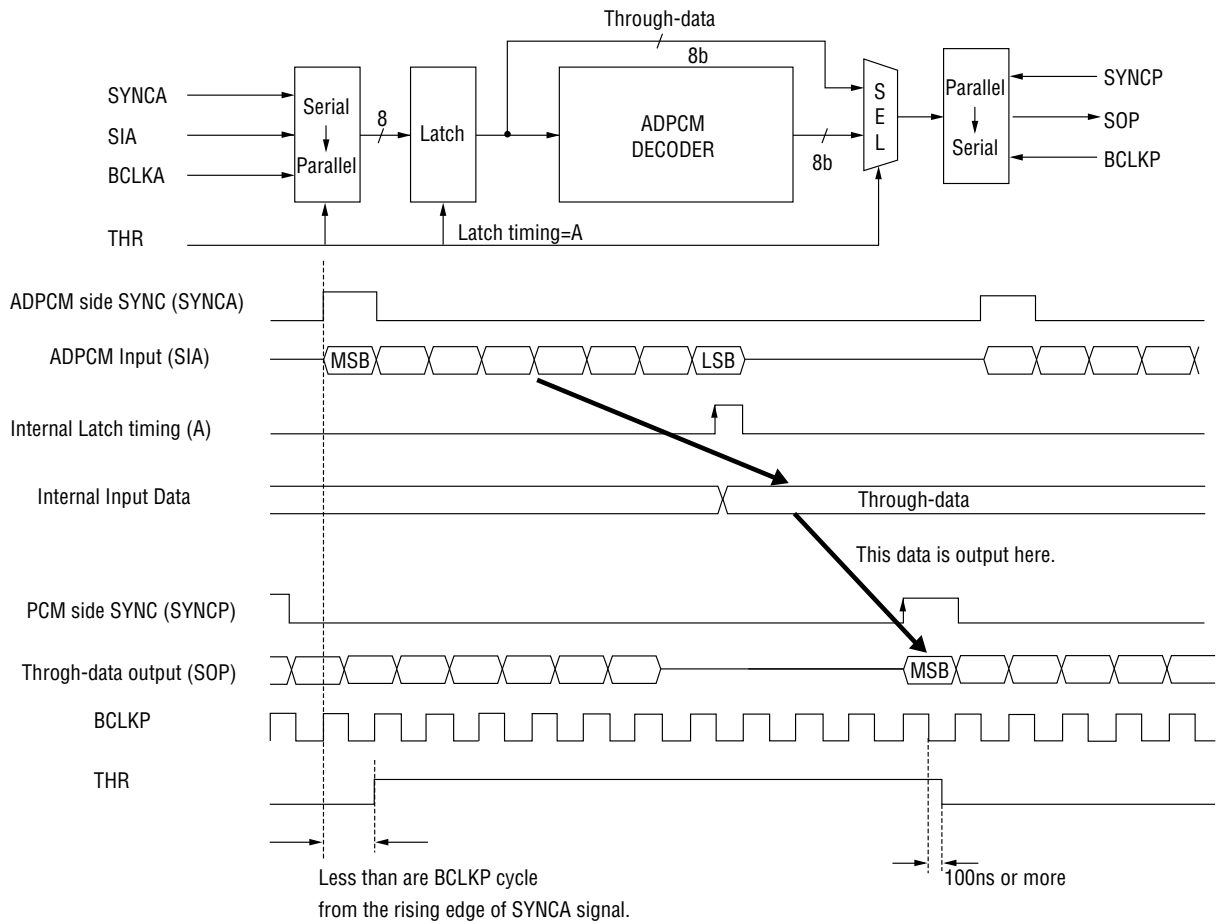 Through-data
8b
SYNCA
SIA
BCLKA
THR
Serial
Parallel
8
Latch
ADPCM
DECODER
8b
S
E
L
Parallel
Serial
SYNCP
SOP
BCLKP
Latch timing=A
ADPCM side SYNC (SYNCA)
ADPCM Input (SIA)
MSB
LSB
Internal Latch timing (A)
Internal Input Data
Through-data
This data is output here.
PCM side SYNC (SYNCP)
Throgh-data output (SOP)
MSB
BCLKP
THR
Less than are BCLKP cycle
from the rising edge of SYNCA signal.
100ns or more